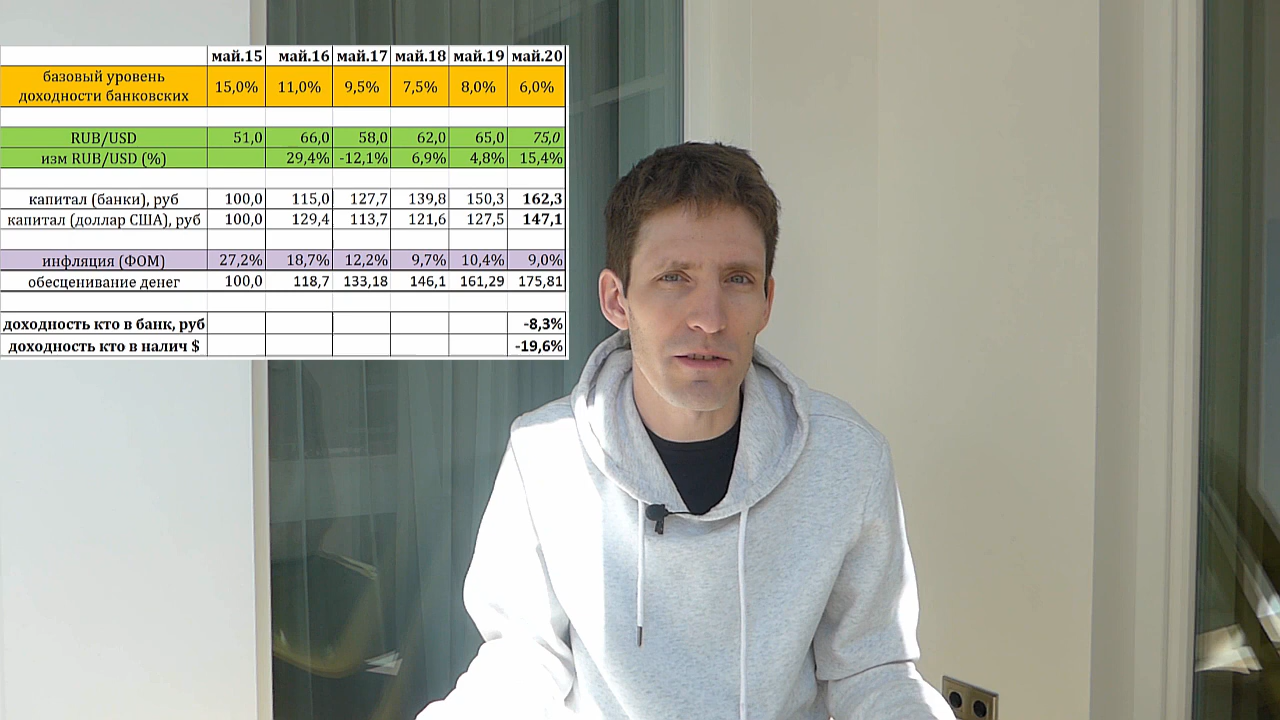 май.15 май.16 май.17 май.18 май.19 май.20
базовый уровень
доходности банковских 15,0% 11,0% 9,5% 7,5% 8,0% 6,0%
RUB/USD 51,0 66,0 58,0 62,0 65,0 75,0
изм RUB/USD (%) 29,4% -12,1% 6,9% 4,8% 15,4%
капитал (банки), руб 100,0 115,0 127,7 139,8 150,3 162,3
капитал (доллар США), руб 100,0 129,4 113,7 121,6 127,5 147,1
инфляция (ФОМ) 27,2% 18,7% 12,2% 9,7% 10,4% 9,0%
обесценивание денег 100,0 118,7 133,18 146,1 161,29 175,81
доходность кто в банк, руб -8,3%
доходность кто в налич $ -19,6%